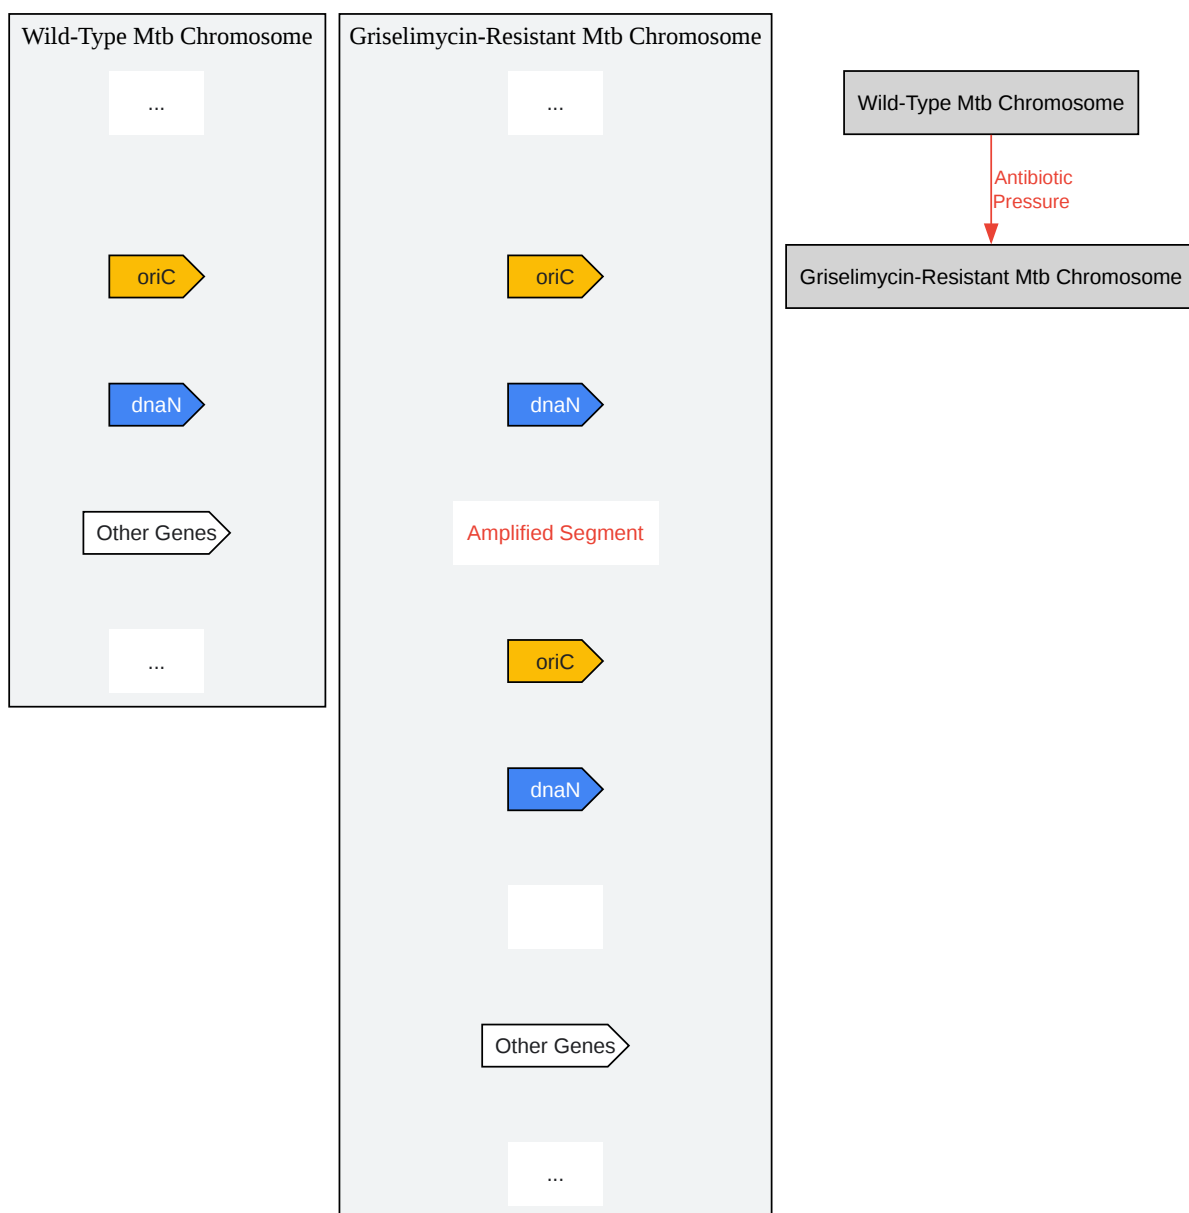 Wild-Type Mtb Chromosome
...
oriC
dnaN
Other Genes
...
Griselimycin-Resistant Mtb Chromosome
...
oriC
dnaN
Amplified Segment
oriC
dnaN
Other Genes
...
Wild-Type Mtb Chromosome
Antibiotic
Pressure
Griselimycin-Resistant Mtb Chromosome